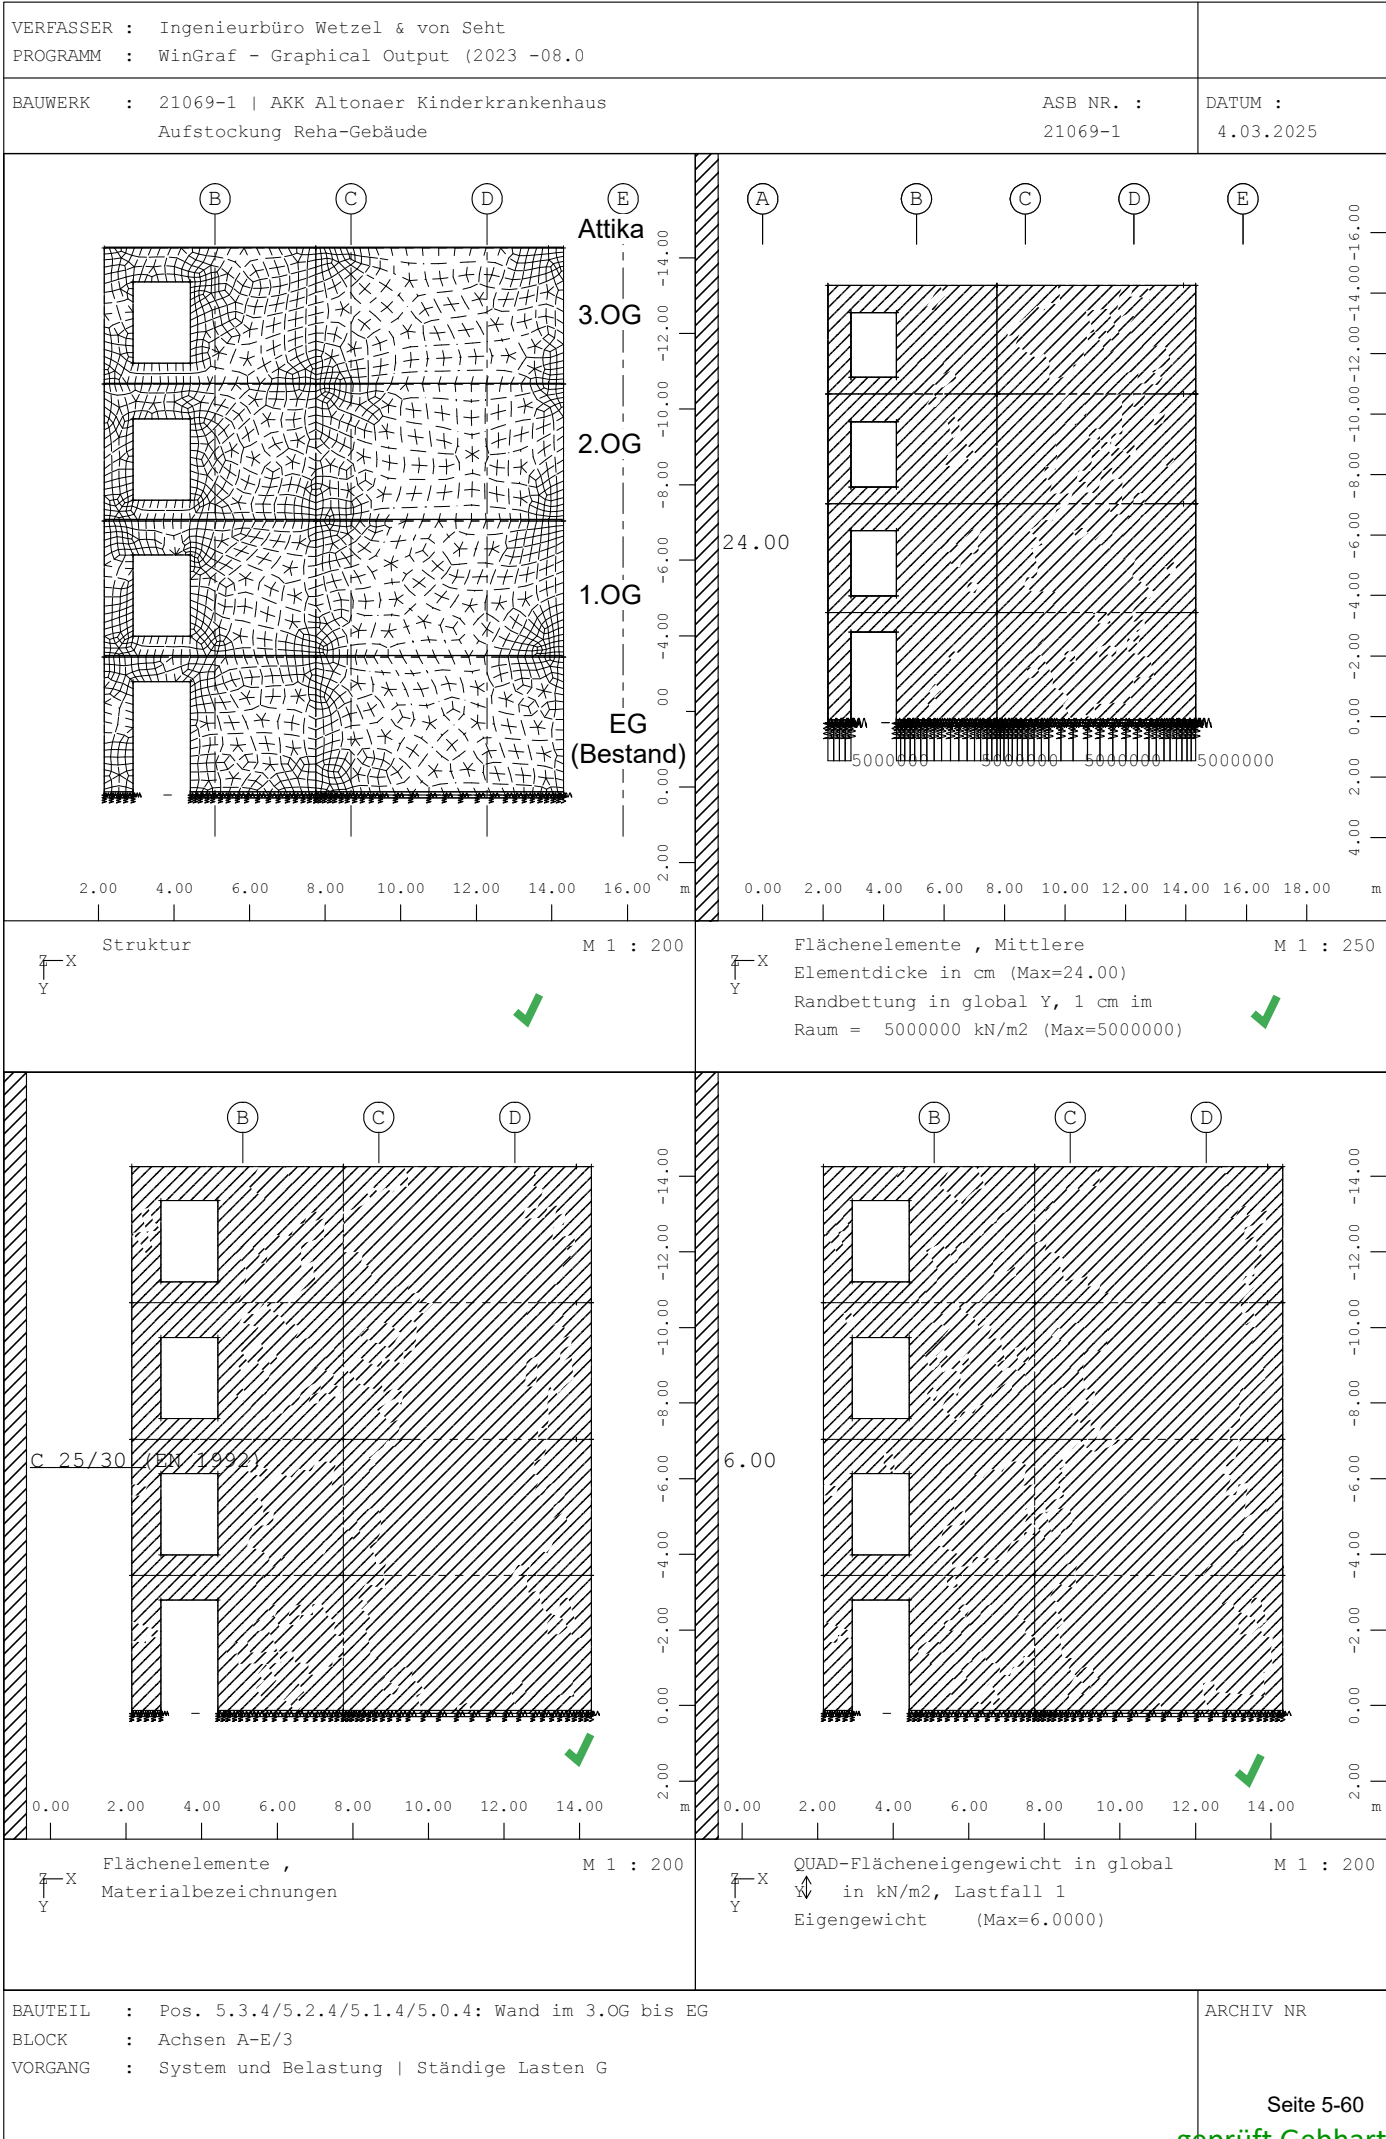 VERFASSER : Ingenieurbüro Wetzel & von Seht
PROGRAMM : WinGraf - Graphical Output (2023 -08.0
BAUWERK : 21069-1 | AKK Altonaer Kinderkrankenhaus
Aufstockung Reha-Gebäude
ASB NR. :
21069-1
DATUM :
4.03.2025
B C D E
Attika
3.OG
2.OG
1.OG
EG
(Bestand)
-14.00
-12.00
-10.00
-8.00
-6.00
-4.00
00
0.00
2.00
2.00 4.00 6.00 8.00 10.00 12.00 14.00 16.00 m
Z X
Y
Struktur M 1 : 200
A B C D E
24.00
5000000 5000000 5000000 5000000
-16.00
-14.00
-12.00
-10.00
-8.00
-6.00
-4.00
-2.00
0.00
2.00
4.00
0.00 2.00 4.00 6.00 8.00 10.00 12.00 14.00 16.00 18.00 m
Z X
Y
Flächenelemente , Mittlere M 1 : 250
Elementdicke in cm (Max=24.00)
Randbettung in global Y, 1 cm im
Raum = 5000000 kN/m2 (Max=5000000)
B C D
C 25/30 (EN 1992)
-14.00
-12.00
-10.00
-8.00
-6.00
-4.00
-2.00
0.00
2.00
0.00 2.00 4.00 6.00 8.00 10.00 12.00 14.00 m
Z X
Y
Flächenelemente , M 1 : 200
Materialbezeichnungen
B C D
6.00
-14.00
-12.00
-10.00
-8.00
-6.00
-4.00
-2.00
0.00
2.00
0.00 2.00 4.00 6.00 8.00 10.00 12.00 14.00 m
Z X
Y
QUAD-Flächeneigengewicht in global M 1 : 200
Y in kN/m2, Lastfall 1
Eigengewicht (Max=6.0000)
BAUTEIL : Pos. 5.3.4/5.2.4/5.1.4/5.0.4: Wand im 3.OG bis EG
BLOCK : Achsen A-E/3
VORGANG : System und Belastung | Ständige Lasten G
ARCHIV NR
Seite 5-60
geprüft Gebhart